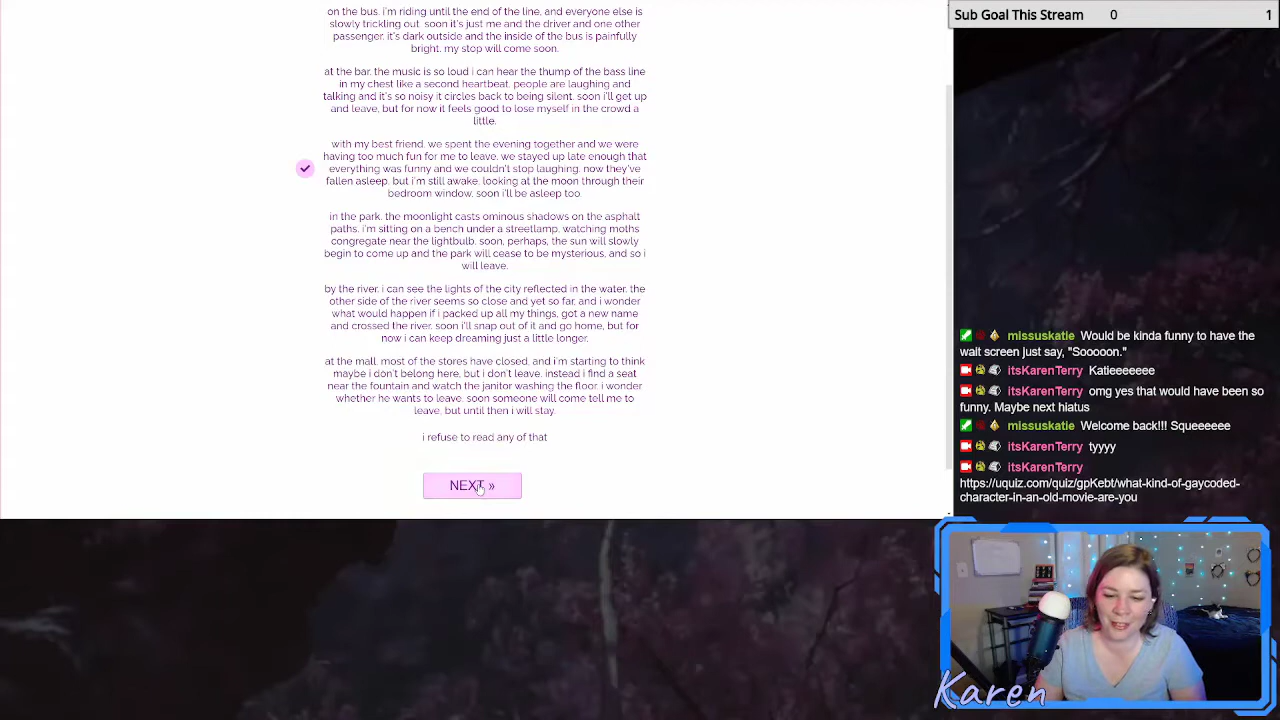 on the bus. i'm riding until the end of the line, and everyone else is
slowly trickling out. soon it's just me and the driver and one other
passenger. it's dark outside and the inside of the bus is painfully
bright. my stop will come soon.
at the bar. the music is so loud i can hear the thump of the bass line
in my chest like a second heartbeat. people are laughing and
talking and it's so noisy it circles back to being silent. soon i'll get up
and leave, but for now it feels good to lose myself in the crowd a
little.
with my best friend. we spent the evening together and we were
having too much fun for me to leave. we stayed up late enough that
everything was funny and we couldn't stop laughing. now they've
fallen asleep, but i'm still awake, looking at the moon through their
bedroom window. soon i'll be asleep too.
in the park. the moonlight casts ominous shadows on the asphalt
paths. i'm sitting on a bench under a streetlamp, watching moths
congregate near the lightbulb. soon, perhaps, the sun will slowly
begin to come up and the park will cease to be mysterious, and so i
will leave.
by the river. i can see the lights of the city reflected in the water. the
other side of the river seems so close and yet so far, and i wonder
what would happen if i packed up all my things, got a new name
and crossed the river. soon i'll snap out of it and go home, but for
now i can keep dreaming just a little longer.
at the mall. most of the stores have closed, and i'm starting to think
maybe i don't belong here, but i don't leave. instead i find a seat
near the fountain and watch the janitor washing the floor. i wonder
whether he wants to leave. soon someone will come tell me to
leave, but until then i will stay.
i refuse to read any of that
NEXT »
Sub Goal This Stream 0 1
missuskatie Would be kinda funny to have the
wait screen just say, "Sooooon."
itsKarenTerry Katieeeeeee
itsKarenTerry omg yes that would have been so
funny. Maybe next hiatus
missuskatie Welcome back!!! Squeeeeee
itsKarenTerry tyyyy
itsKarenTerry
https://uquiz.com/quiz/gpKebt/what-kind-of-gaycoded-
character-in-an-old-movie-are-you
Karen